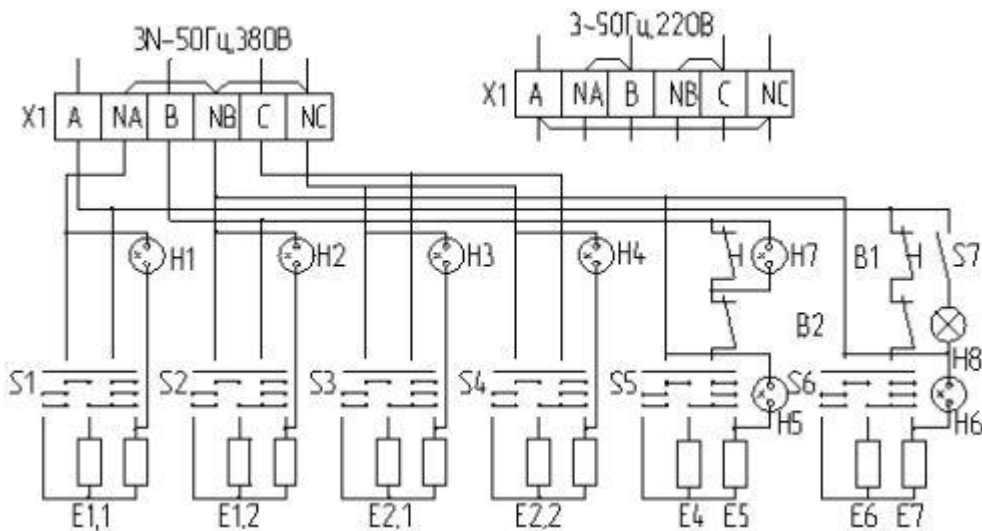 3N~50Гц,380В
3~50Гц,220В
X1 A NA B NB C NC
X1 A NA B NB C NC
H1 H2 H3 H4 H H7 B1 H S7
B2
H8
S1 S2 S3 S4 S5 S6
H5 H6
E1,1 E1,2 E2,1 E2,2 E4 E5 E6 E7